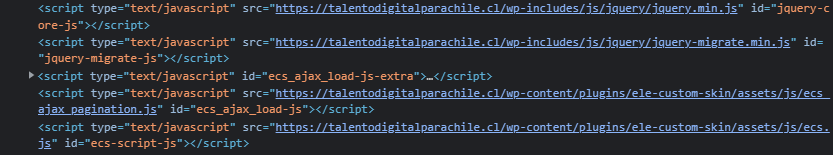 <script type="text/javascript" src="https://talentodigitalparachile.cl/wp-includes/js/jquery/jquery.min.js" id="jquery-c
ore-js"></script>
<script type="text/javascript" src="https://talentodigitalparachile.cl/wp-includes/js/jquery/jquery-migrate.min.js" id=
"jquery-migrate-js"></script>
<script type="text/javascript" id="ecs_ajax_load-js-extra">…</script>
<script type="text/javascript" src="https://talentodigitalparachile.cl/wp-content/plugins/ele-custom-skin/assets/js/ecs_
ajax_pagination.js" id="ecs_ajax_load-js"></script>
<script type="text/javascript" src="https://talentodigitalparachile.cl/wp-content/plugins/ele-custom-skin/assets/js/ecs.
js" id="ecs-script-js"></script>